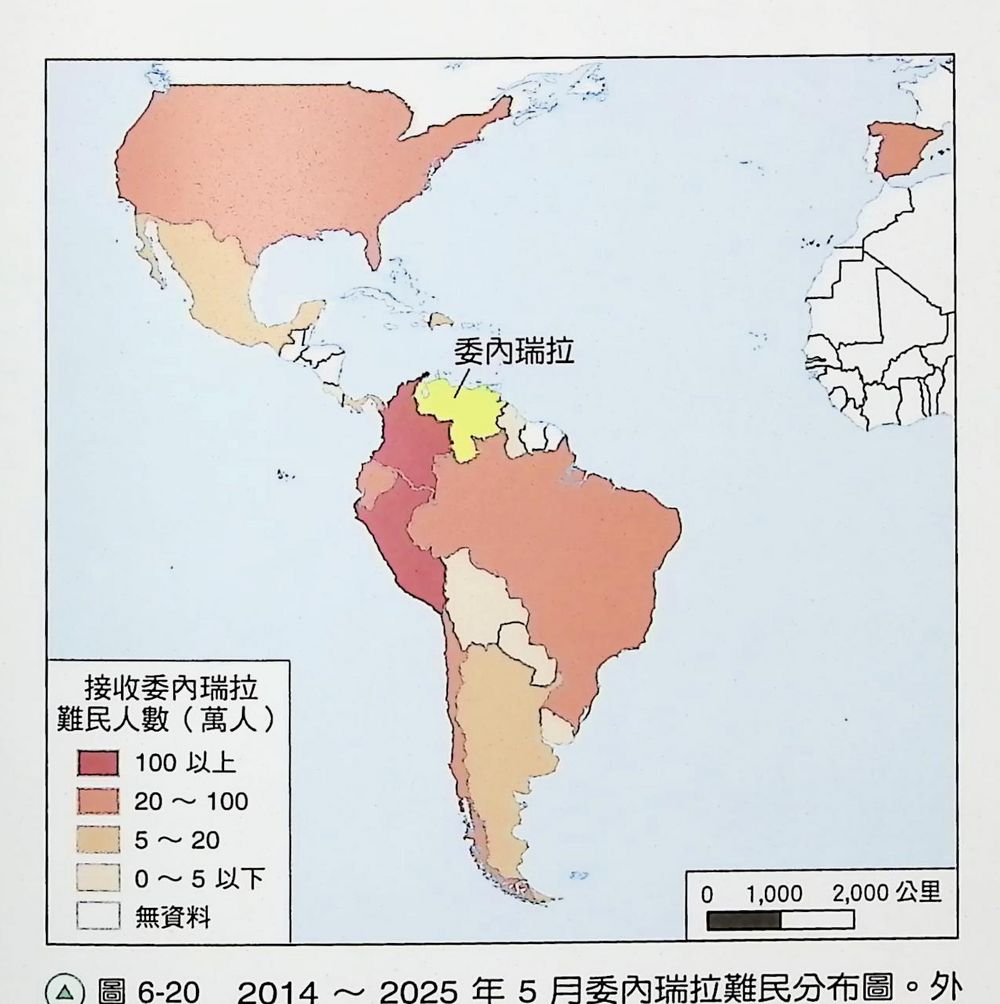 委內瑞拉
接收委內瑞拉
難民人數（萬人）
100 以上
20 ～ 100
5 ～ 20
0 ～ 5 以下
無資料
0 1,000 2,000 公里
圖 6-20 2014 ～ 2025 年 5 月委內瑞拉難民分布圖。外